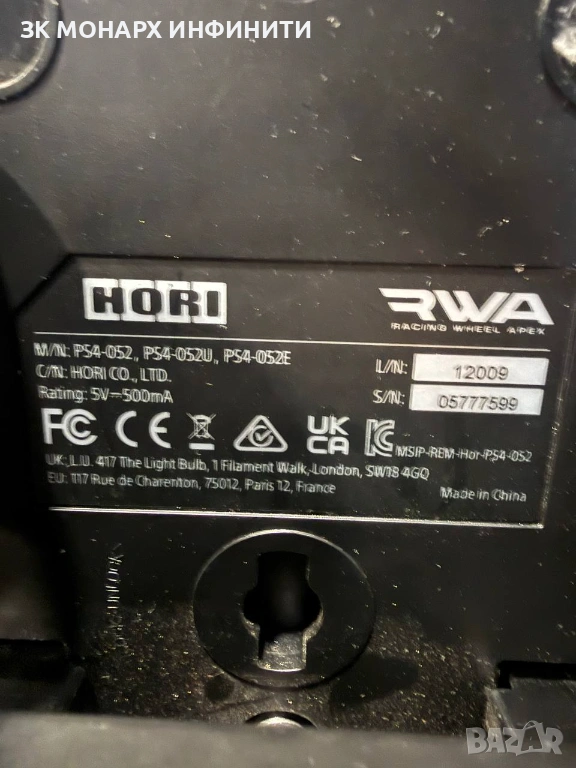 ЗК МОНАРХ ИНФИНИТИ
HORI
RWA
RACING WHEEL APEX
M/N: PS4-052, PS4-052U, PS4-052E
C/N: HORI CO., LTD.
Rating: 5V⎓500mA
L/N: 12009
S/N: 05777599
FC CE UK CA
MSIP-REM-Hor-PS4-052
UK: L.U. 417 The Light Bulb, 1 Filament Walk, London, SW18 4GQ
EU: 117 Rue de Charenton, 75012, Paris 12, France
Made in China
BAZAR